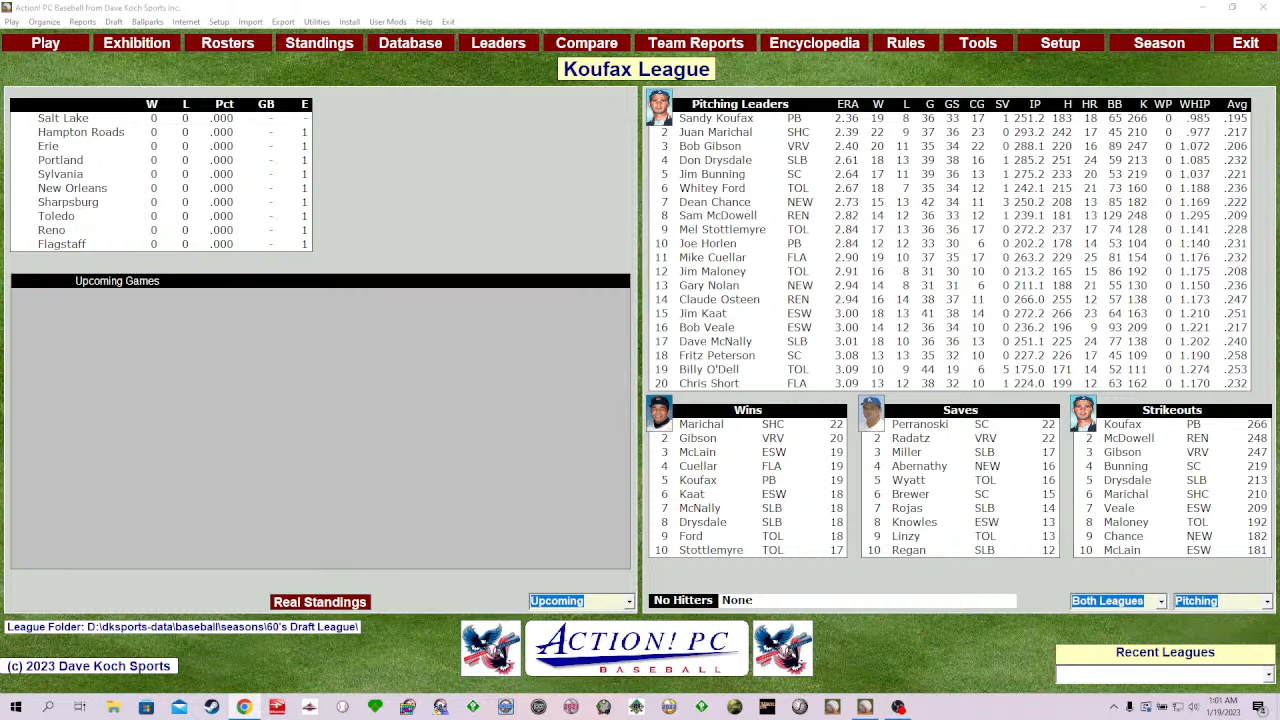 Action! PC Baseball from Dave Koch Sports Inc.
Play Organize Reports Draft Ballparks Internet Setup Import Export Utilities Install User Mods Help Exit
Play Exhibition Rosters Standings Database Leaders Compare Team Reports Encyclopedia Rules Tools Setup Season Exit
Koufax League
W L Pct GB E
Salt Lake 0 0 .000 - -
Hampton Roads 0 0 .000 - 1
Erie 0 0 .000 - 1
Portland 0 0 .000 - 1
Sylvania 0 0 .000 - 1
New Orleans 0 0 .000 - 1
Sharpsburg 0 0 .000 - 1
Toledo 0 0 .000 - 1
Reno 0 0 .000 - 1
Flagstaff 0 0 .000 - 1
Upcoming Games
Real Standings
Upcoming
Pitching Leaders ERA W L G GS CG SV IP H HR BB K WP WHIP Avg
Sandy Koufax PB 2.36 19 8 36 33 17 1 251.2 183 18 65 266 0 .985 .195
2 Juan Marichal SHC 2.39 22 9 37 36 23 0 293.2 242 17 45 210 0 .977 .217
3 Bob Gibson VRV 2.40 20 11 35 34 22 0 288.1 220 16 89 247 0 1.072 .206
4 Don Drysdale SLB 2.61 18 13 39 38 16 1 285.2 251 24 59 213 0 1.085 .232
5 Jim Bunning SC 2.64 17 11 39 36 13 1 275.2 233 20 53 219 0 1.037 .221
6 Whitey Ford TOL 2.67 18 7 35 34 12 1 242.1 215 21 73 160 0 1.188 .236
7 Dean Chance NEW 2.73 15 13 42 34 11 3 250.2 208 13 85 182 0 1.169 .222
8 Sam McDowell REN 2.82 14 12 36 33 12 1 239.1 181 13 129 248 0 1.295 .209
9 Mel Stottlemyre TOL 2.84 17 13 36 36 17 0 272.2 237 17 74 128 0 1.141 .228
10 Joe Horlen PB 2.84 12 12 33 30 6 0 202.2 178 14 53 104 0 1.140 .231
11 Mike Cuellar FLA 2.90 19 10 37 35 17 0 263.2 229 25 81 154 0 1.176 .232
12 Jim Maloney TOL 2.91 16 8 31 30 10 0 213.2 165 15 86 192 0 1.175 .208
13 Gary Nolan NEW 2.94 14 8 31 31 6 0 211.1 188 21 55 130 0 1.150 .236
14 Claude Osteen REN 2.94 16 14 38 37 11 0 266.0 255 12 57 138 0 1.173 .247
15 Jim Kaat ESW 3.00 18 13 41 38 14 0 272.2 266 23 64 163 0 1.210 .251
16 Bob Veale ESW 3.00 14 12 36 34 10 0 236.2 196 9 93 209 0 1.221 .217
17 Dave McNally SLB 3.01 18 10 36 36 13 0 251.1 225 24 77 138 0 1.202 .240
18 Fritz Peterson SC 3.08 13 13 35 32 10 0 227.2 226 17 45 109 0 1.190 .258
19 Billy O'Dell TOL 3.09 10 9 44 19 6 5 175.0 171 14 52 111 0 1.274 .253
20 Chris Short FLA 3.09 13 12 38 32 10 1 224.0 199 12 63 162 0 1.170 .232
Wins
Marichal SHC 22
2 Gibson VRV 20
3 McLain ESW 19
4 Cuellar FLA 19
5 Koufax PB 19
6 Kaat ESW 18
7 McNally SLB 18
8 Drysdale SLB 18
9 Ford TOL 18
10 Stottlemyre TOL 17
Saves
Perranoski SC 22
2 Radatz VRV 22
3 Miller SLB 17
4 Abernathy NEW 16
5 Wyatt TOL 16
6 Brewer SC 15
7 Rojas SLB 14
8 Knowles ESW 13
9 Linzy TOL 13
10 Regan SLB 12
Strikeouts
Koufax PB 266
2 McDowell REN 248
3 Gibson VRV 247
4 Bunning SC 219
5 Drysdale SLB 213
6 Marichal SHC 210
7 Veale ESW 209
8 Maloney TOL 192
9 Chance NEW 182
10 McLain ESW 181
No Hitters None
Both Leagues Pitching
League Folder: D:\dksports-data\baseball\seasons\60's Draft League\
(c) 2023 Dave Koch Sports
ACTION! PC
BASEBALL
Recent Leagues
1:01 AM
1/19/2023